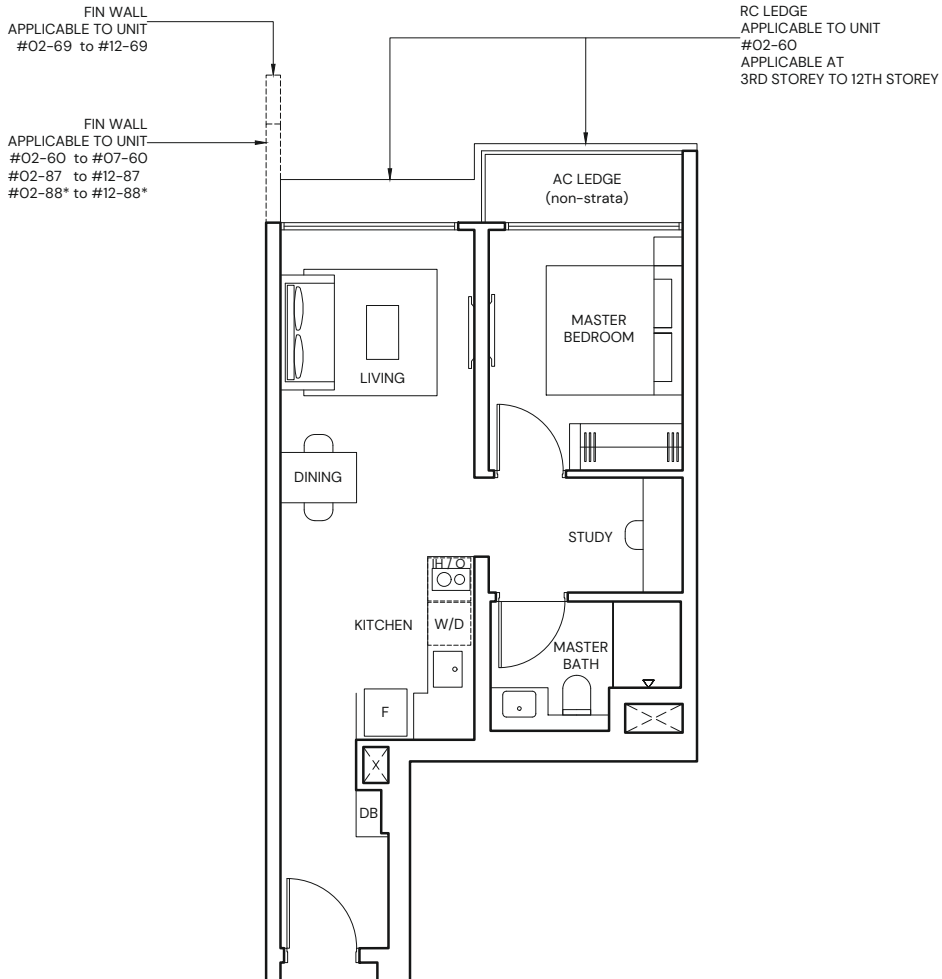 FIN WALL
APPLICABLE TO UNIT
#02-69 to #12-69
RC LEDGE
APPLICABLE TO UNIT
#02-60
APPLICABLE AT
3RD STOREY TO 12TH STOREY
FIN WALL
APPLICABLE TO UNIT
#02-60 to #07-60
#02-87 to #12-87
#02-88* to #12-88*
AC LEDGE
(non-strata)
MASTER
BEDROOM
LIVING
DINING
STUDY
IH / O
KITCHEN
W/D
MASTER
BATH
F
X
DB